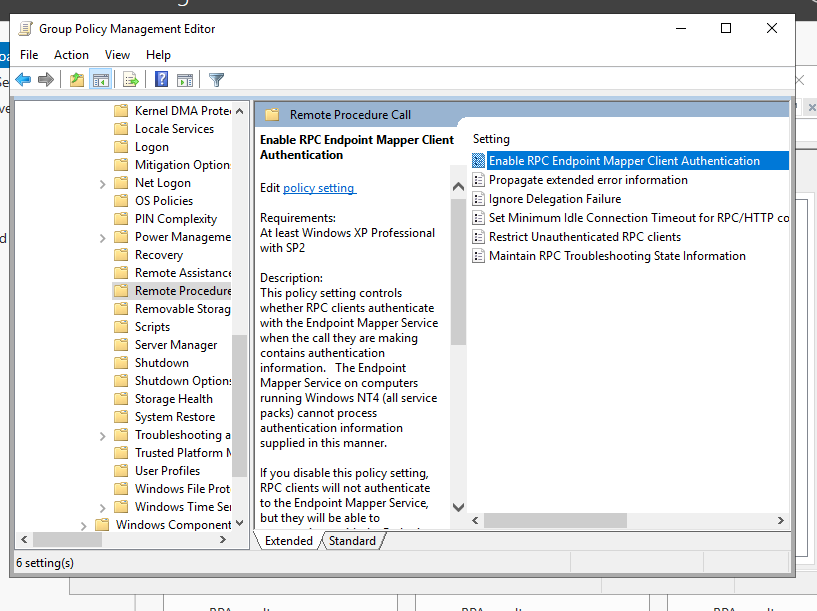 Group Policy Management Editor
File Action View Help
Kernel DMA Prote
Locale Services
Logon
Mitigation Option
Net Logon
OS Policies
PIN Complexity
Power Manageme
Recovery
Remote Assistance
Remote Procedure
Removable Storag
Scripts
Server Manager
Shutdown
Shutdown Option
Storage Health
System Restore
Troubleshooting a
Trusted Platform M
User Profiles
Windows File Prot
Windows Time Se
Windows Component
Remote Procedure Call
Enable RPC Endpoint Mapper Client
Authentication
Edit policy setting
Requirements:
At least Windows XP Professional
with SP2
Description:
This policy setting controls
whether RPC clients authenticate
with the Endpoint Mapper Service
when the call they are making
contains authentication
information. The Endpoint
Mapper Service on computers
running Windows NT4 (all service
packs) cannot process
authentication information
supplied in this manner.
If you disable this policy setting,
RPC clients will not authenticate
to the Endpoint Mapper Service,
but they will be able to
Setting
Enable RPC Endpoint Mapper Client Authentication
Propagate extended error information
Ignore Delegation Failure
Set Minimum Idle Connection Timeout for RPC/HTTP co
Restrict Unauthenticated RPC clients
Maintain RPC Troubleshooting State Information
Extended Standard
6 setting(s)